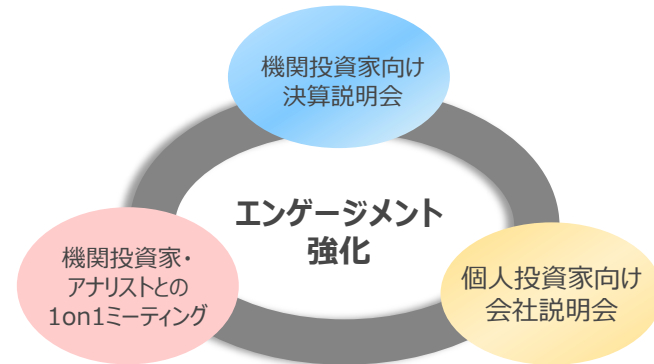 機関投資家向け
決算説明会
エンゲージメント
強化
機関投資家・
アナリストとの
1on1ミーティング
個人投資家向け
会社説明会